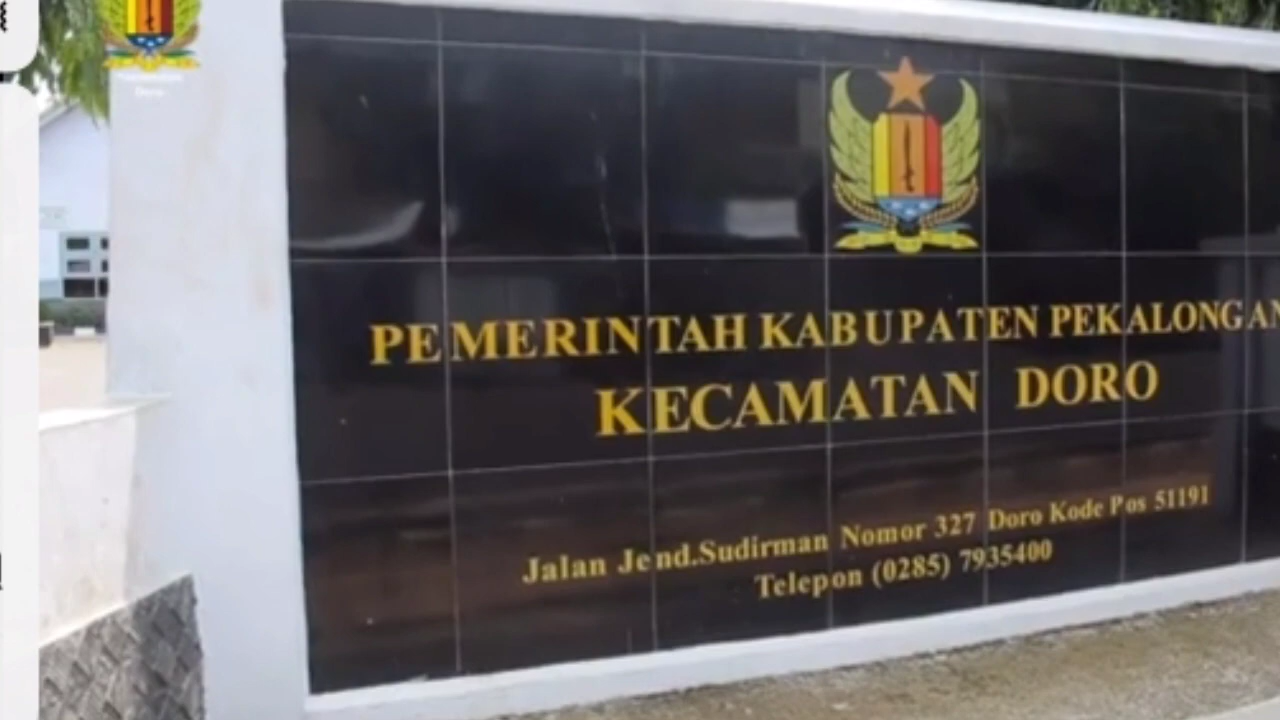 PEMERINTAH KABUPATEN PEKALONGAN
KECAMATAN DORO
Jalan Jend.Sudirman Nomor 327 Doro Kode Pos 51191
Telepon (0285) 7935400